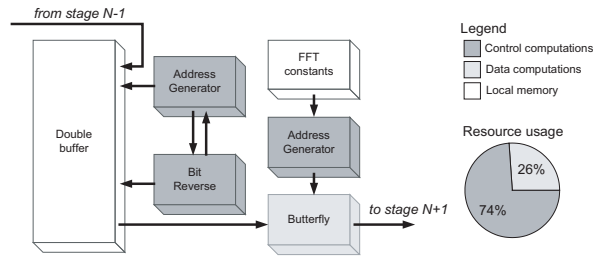 from stage N-1
Double
buffer
Address
Generator
Bit
Reverse
FFT
constants
Address
Generator
Butterfly
to stage N+1
Legend
Control computations
Data computations
Local memory
Resource usage
26%
74%